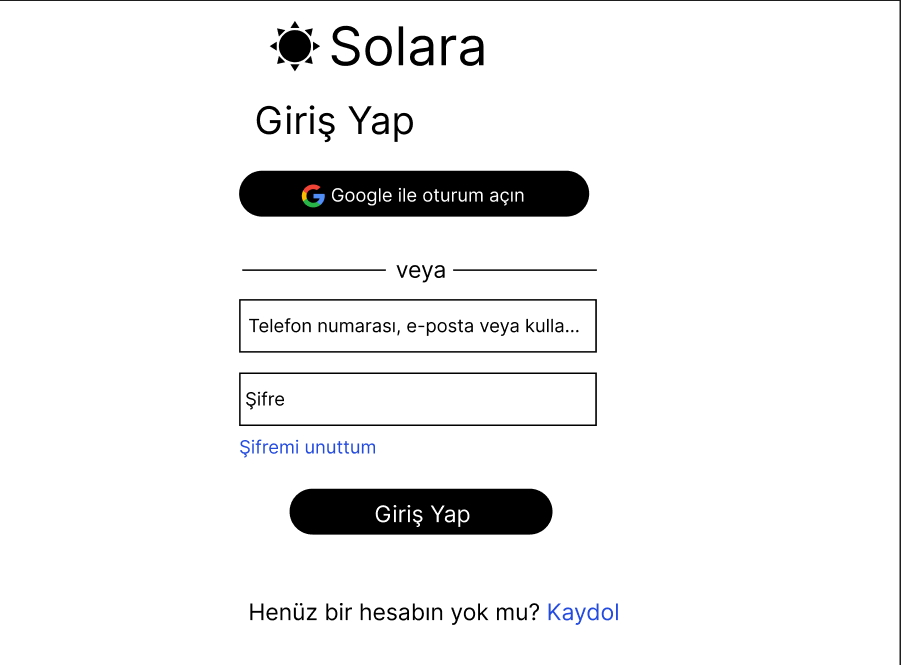 Solara
Giriş Yap
Google ile oturum açın
veya
Telefon numarası, e-posta veya kulla...
Şifre
Şifremi unuttum
Giriş Yap
Henüz bir hesabın yok mu? Kaydol